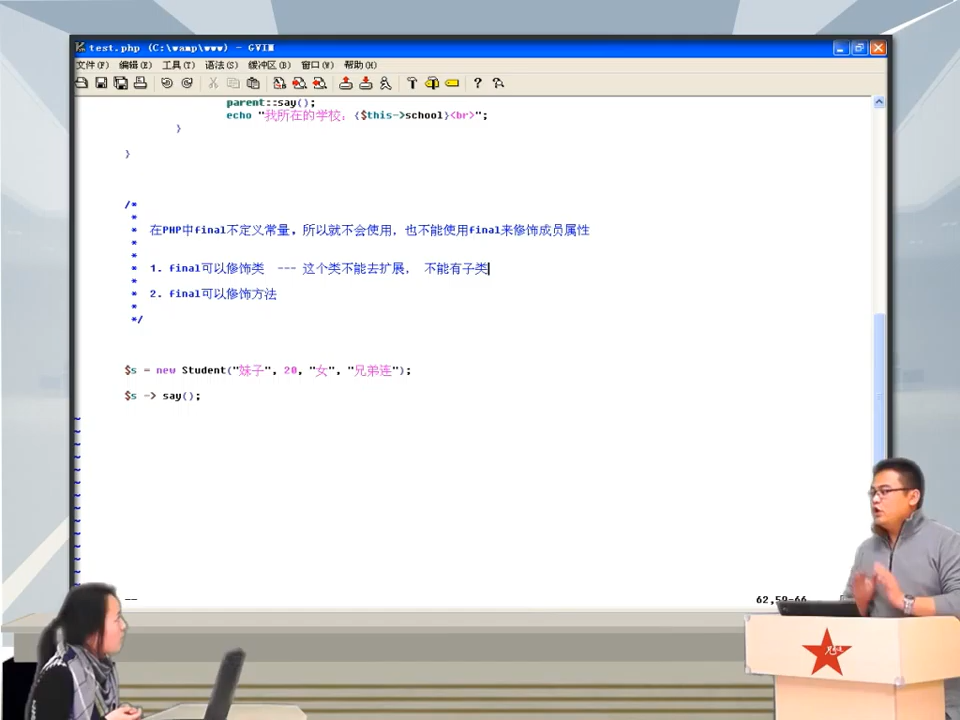 test.php (C:\wamp\www) - GVIM
文件(F) 编辑(E) 工具(T) 语法(S) 缓冲区(B) 窗口(W) 帮助(H)
parent::say();
echo "我所在的学校：{$this->school}<br>";
}
}
/*
*
* 在PHP中final不定义常量，所以就不会使用，也不能使用final来修饰成员属性
*
*
* 1. final可以修饰类 --- 这个类不能去扩展， 不能有子类
*
* 2. final可以修饰方法
*
*/
$s = new Student("妹子", 20, "女", "兄弟连");
$s -> say();
~
~
~
~
~
~
~
~
~
~
~
~
~
~
--
62,59-66
兄弟连